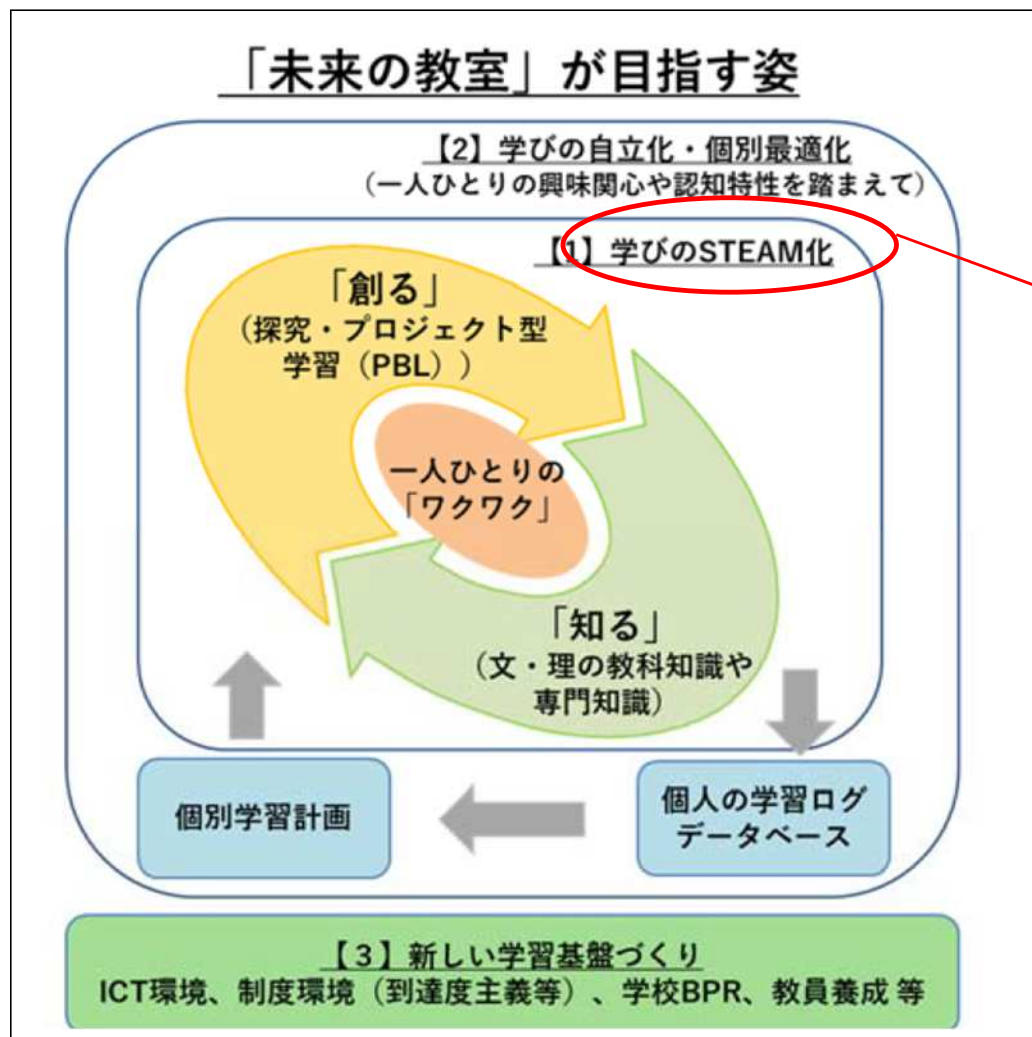 「未来の教室」が目指す姿
【2】学びの自立化・個別最適化
（一人ひとりの興味関心や認知特性を踏まえて）
【1】学びのSTEAM化
「創る」
（探究・プロジェクト型
学習（PBL））
一人ひとりの
「ワクワク」
「知る」
（文・理の教科知識や
専門知識）
個別学習計画
個人の学習ログ
データベース
【３】新しい学習基盤づくり
ICT環境、制度環境（到達度主義等）、学校BPR、教員養成 等